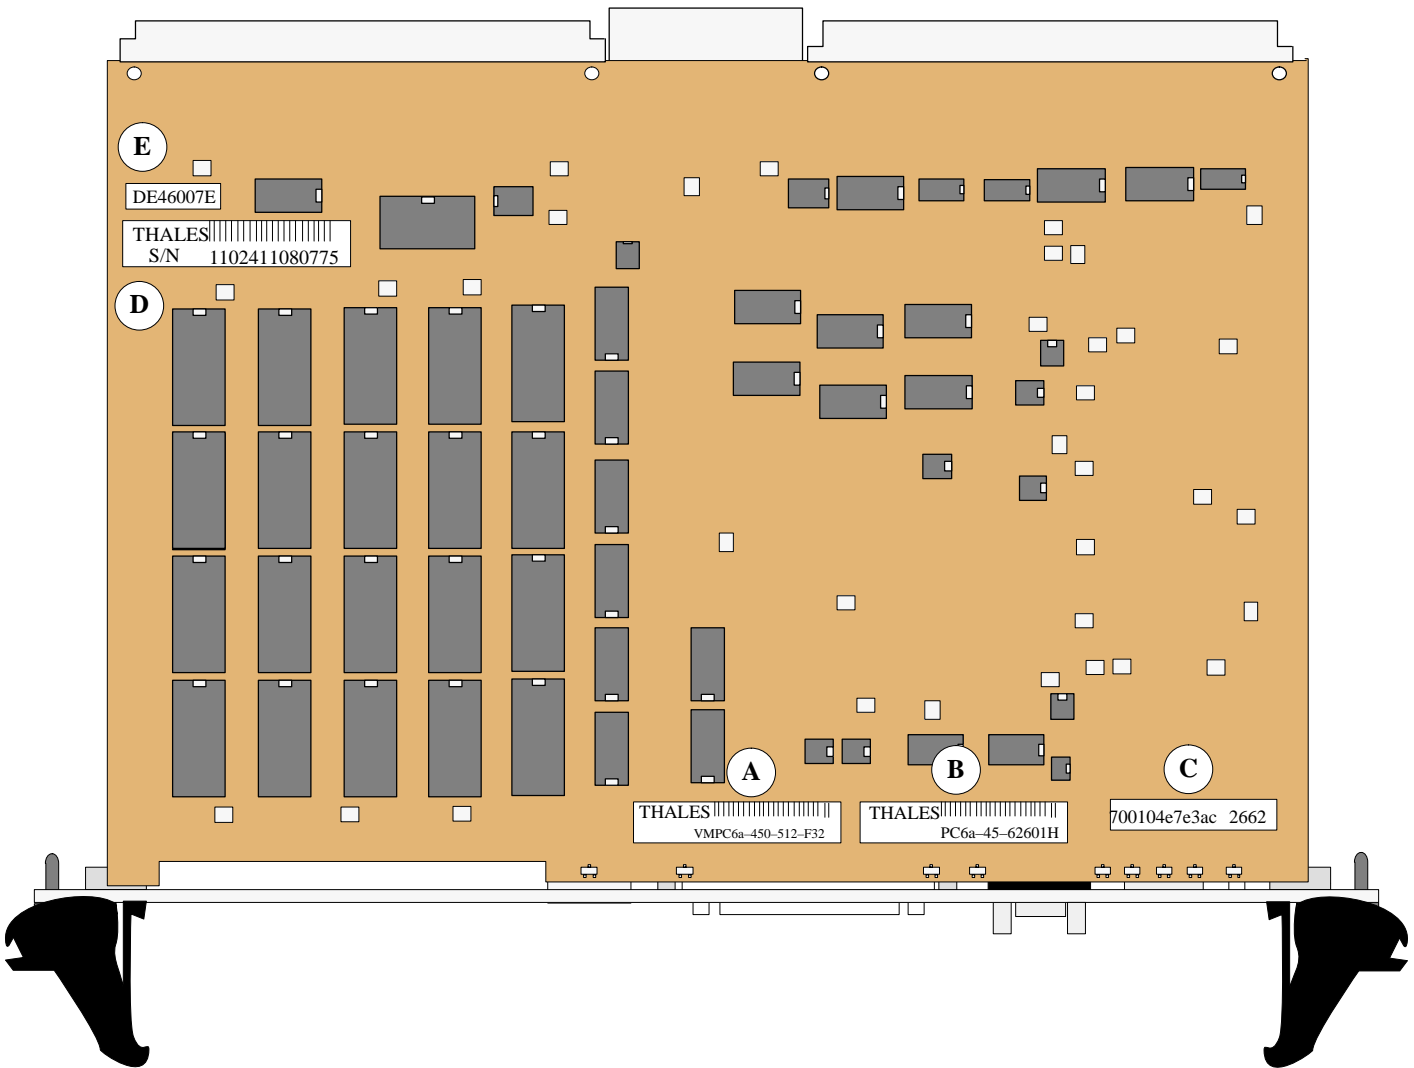 E
DE46007E
THALES
S/N 1102411080775
D
A
B
C
THALES
VMPC6a–450–512–F32
THALES
PC6a–45–62601H
700104e7e3ac 2662